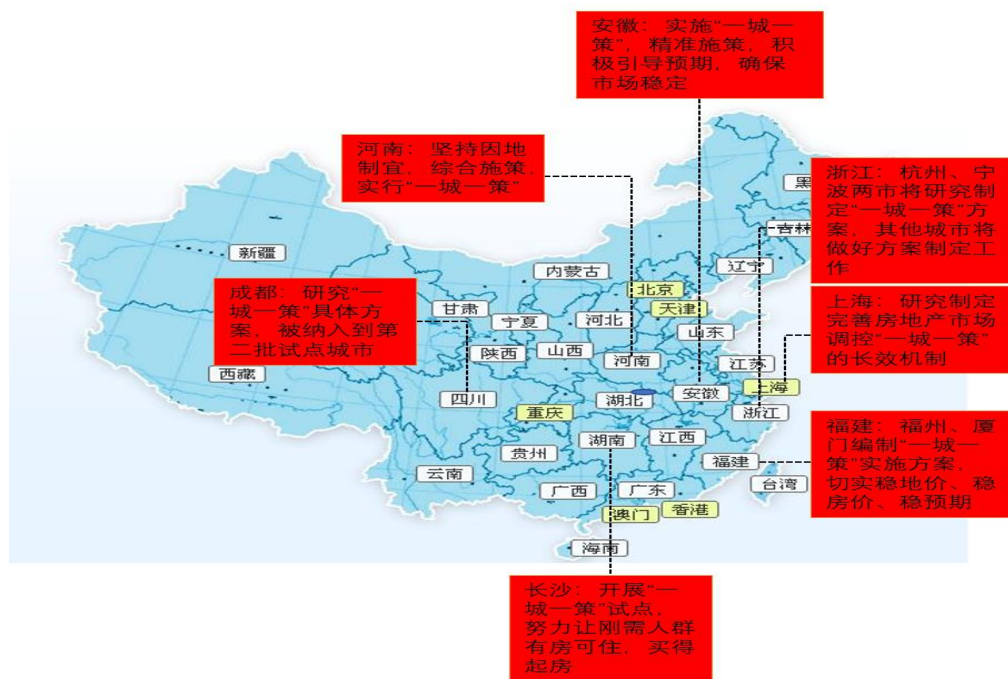 安徽：实施“一城一
策”，精准施策，积
极引导预期，确保
市场稳定
河南：坚持因地
制宜，综合施策、
实行“一城一策”
黑
浙江：杭州、宁
波两市将研究制
定“一城一策”方
案，其他城市将
做好方案制定工
作
吉林
新疆
辽宁
内蒙古
北京
成都：研究“一
城一策”具体方
案，被纳入到第
二批试点城市
甘肃
天津
上海：研究制定
完善房地产市场
调控“一城一策”
的长效机制
宁夏
河北
山东
陕西
山西
河南
江苏
西藏
上海
四川
湖北
安徽
重庆
浙江
福建：福州、厦
门编制“一城一
策”实施方案，
切实稳地价、稳
房价、稳预期
湖南
江西
贵州
福建
云南
台湾
广西
广东
澳门
香港
海南
长沙：开展“一
城一策”试点，
努力让刚需人群
有房可住，买得
起房